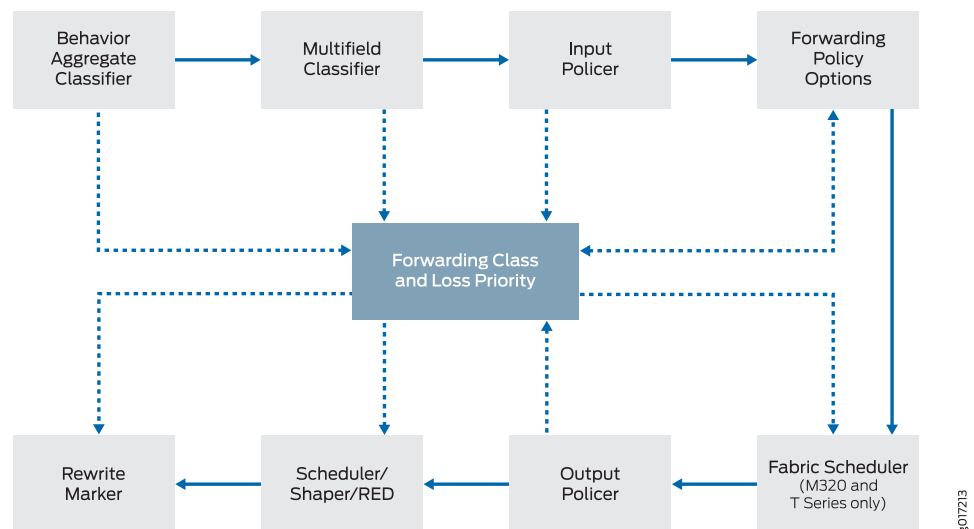 Behavior
Aggregate
Classifier
Multifield
Classifier
Input
Policer
Forwarding
Policy
Options
Forwarding Class
and Loss Priority
Rewrite
Marker
Scheduler/
Shaper/RED
Output
Policer
Fabric Scheduler
(M320 and
T Series only)
g017213